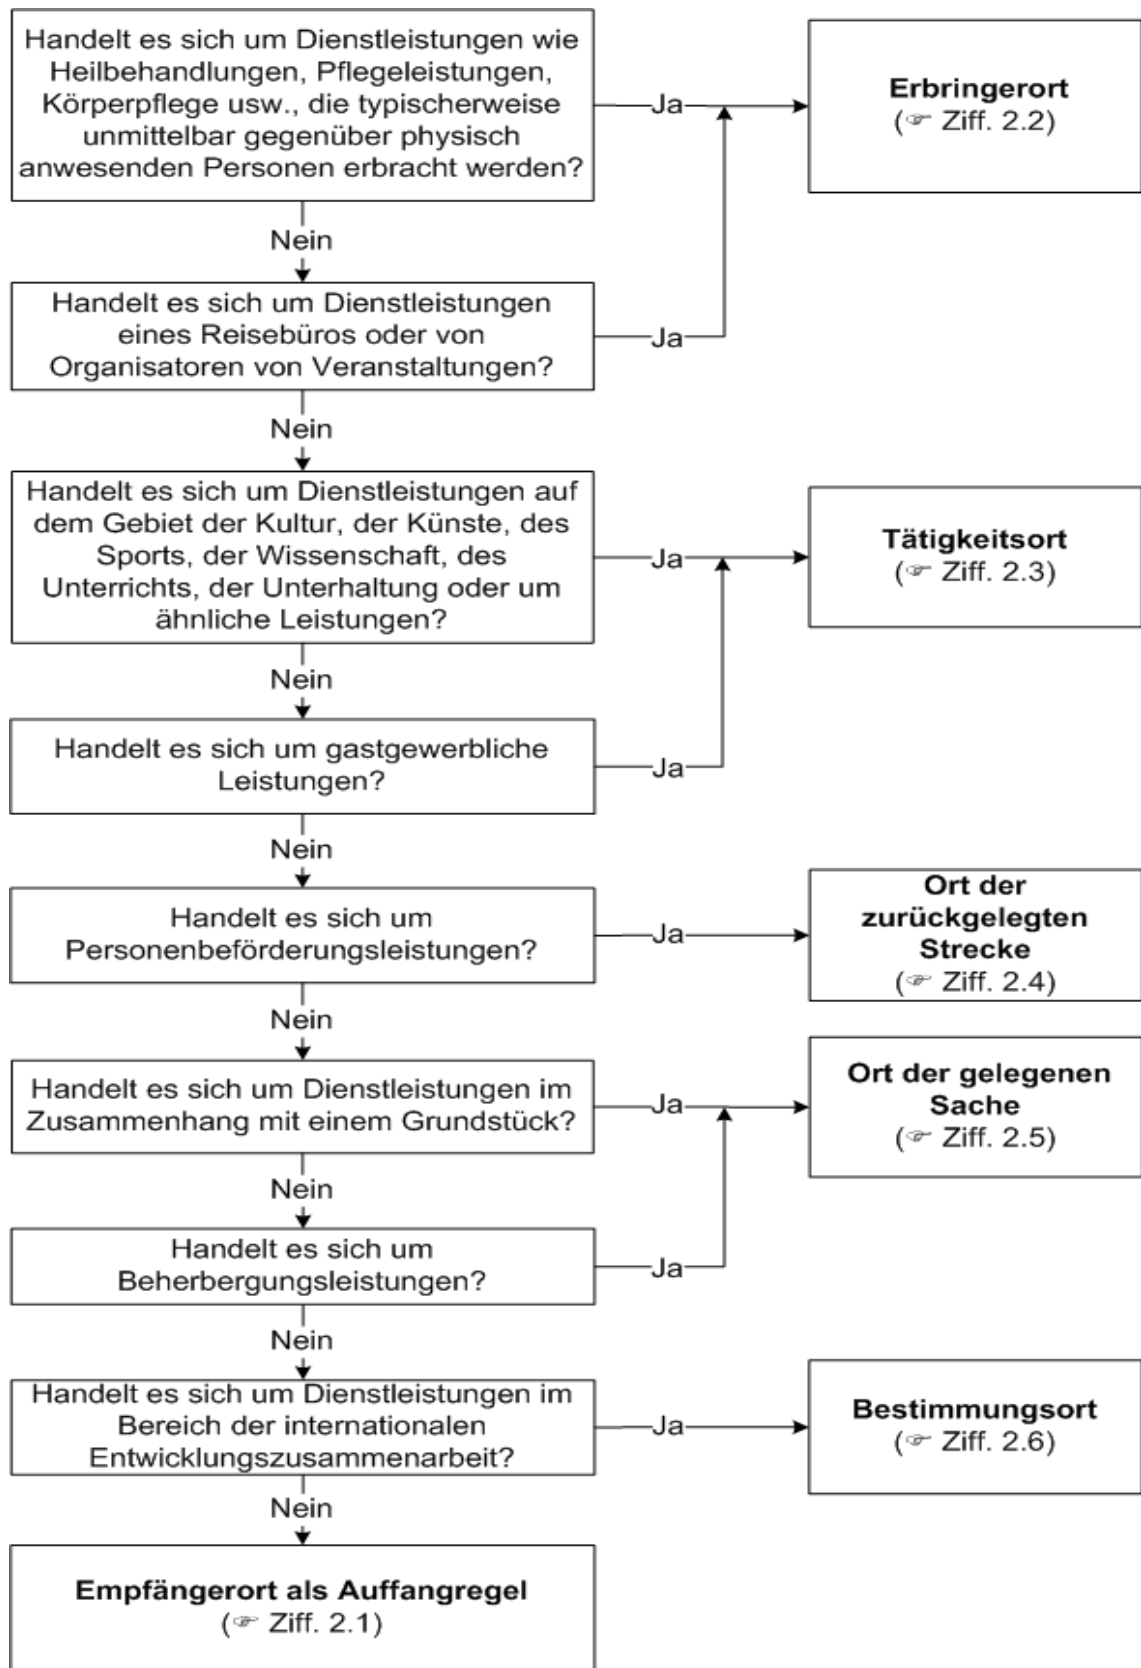 Handelt es sich um Dienstleistungen wie
Heilbehandlungen, Pflegeleistungen,
Körperpflege usw., die typischerweise
unmittelbar gegenüber physisch
anwesenden Personen erbracht werden?
Ja
Erbringerort
(☞ Ziff. 2.2)
Nein
Handelt es sich um Dienstleistungen
eines Reisebüros oder von
Organisatoren von Veranstaltungen?
Ja
Nein
Handelt es sich um Dienstleistungen auf
dem Gebiet der Kultur, der Künste, des
Sports, der Wissenschaft, des
Unterrichts, der Unterhaltung oder um
ähnliche Leistungen?
Ja
Tätigkeitsort
(☞ Ziff. 2.3)
Nein
Handelt es sich um gastgewerbliche
Leistungen?
Ja
Nein
Handelt es sich um
Personenbeförderungsleistungen?
Ja
Ort der
zurückgelegten
Strecke
(☞ Ziff. 2.4)
Nein
Handelt es sich um Dienstleistungen im
Zusammenhang mit einem Grundstück?
Ja
Ort der gelegenen
Sache
(☞ Ziff. 2.5)
Nein
Handelt es sich um
Beherbergungsleistungen?
Ja
Nein
Handelt es sich um Dienstleistungen im
Bereich der internationalen
Entwicklungszusammenarbeit?
Ja
Bestimmungsort
(☞ Ziff. 2.6)
Nein
Empfängerort als Auffangregel
(☞ Ziff. 2.1)